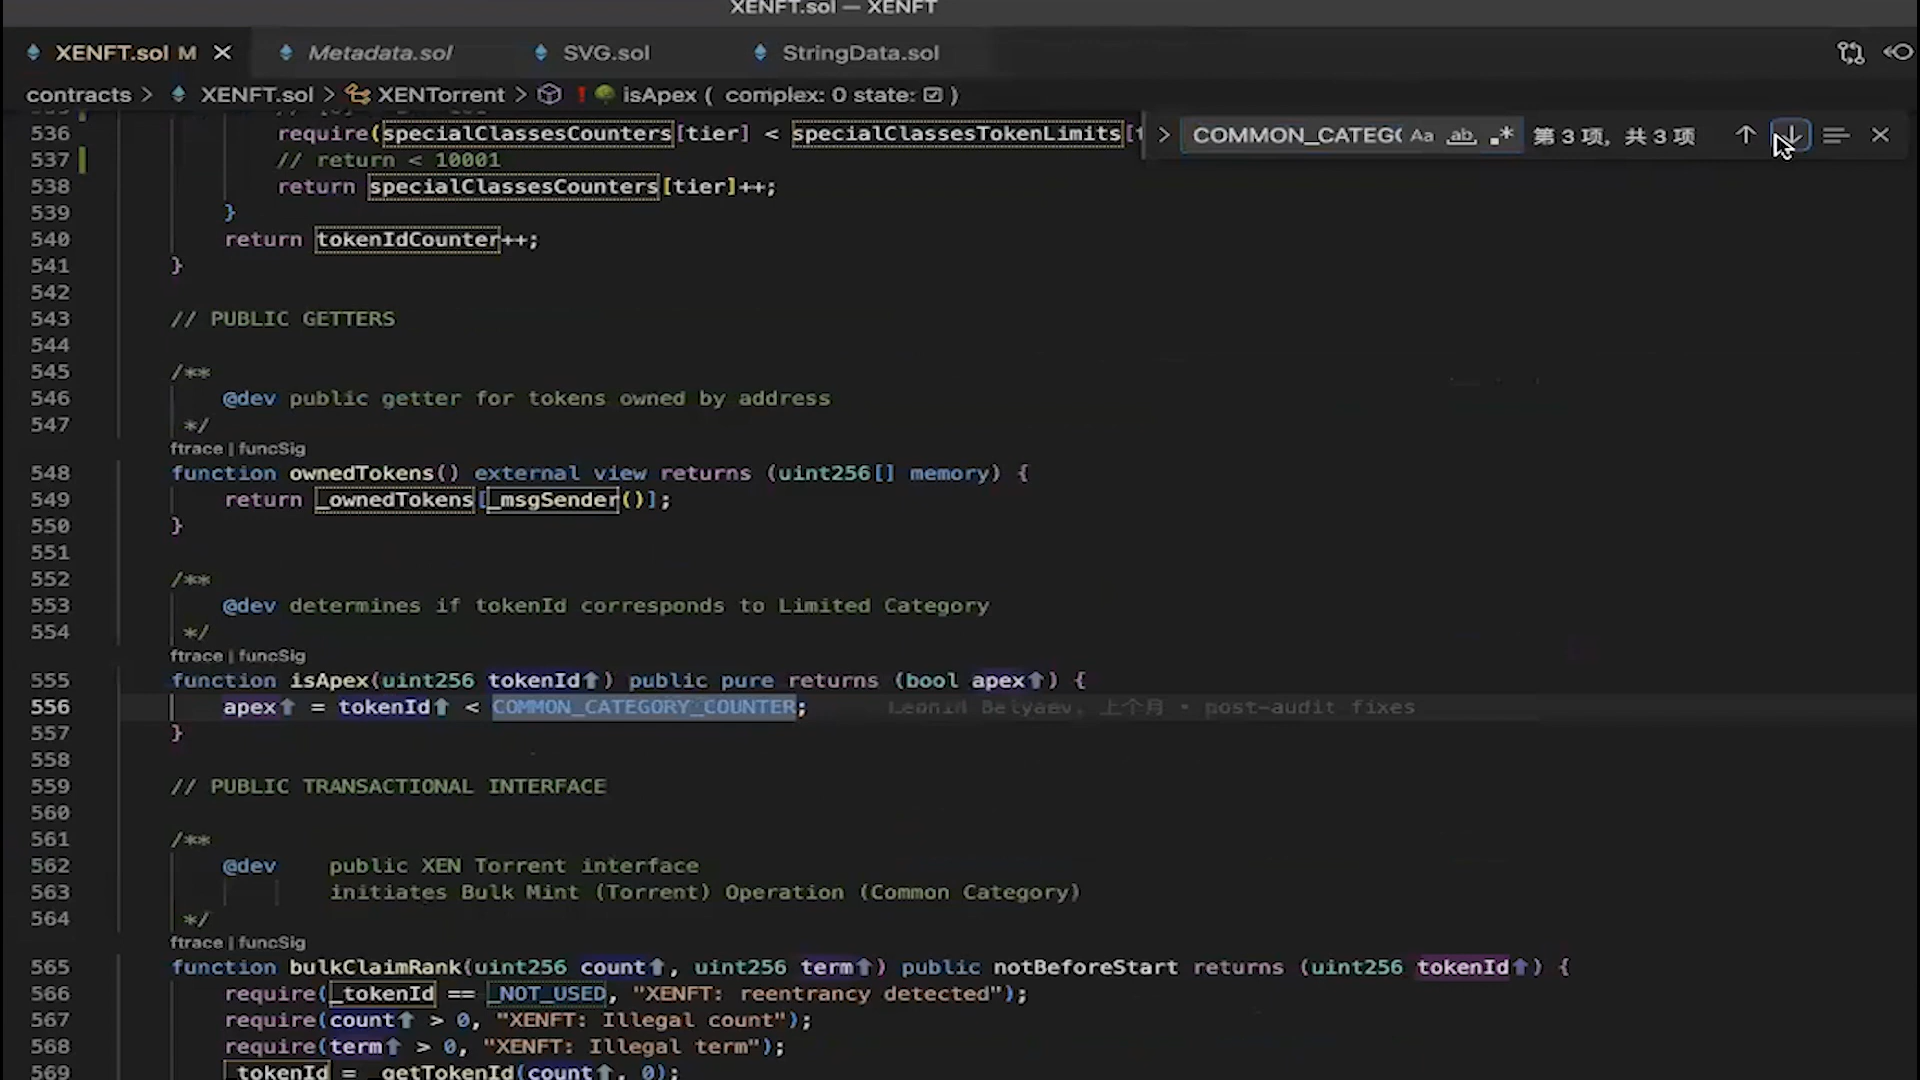 XENFT.sol — XENFT
XENFT.sol M
Metadata.sol
SVG.sol
StringData.sol
contracts > XENFT.sol > XENTorrent > isApex ( complex: 0 state: )
COMMON_CATEGO Aa ab. .* 第 3 项, 共 3 项
536 require(specialClassesCounters[tier] < specialClassesTokenLimits[t
537 // return < 10001
538 return specialClassesCounters[tier]++;
539 }
540 return tokenIdCounter++;
541 }
542
543 // PUBLIC GETTERS
544
545 /**
546 @dev public getter for tokens owned by address
547 */
ftrace | funcSig
548 function ownedTokens() external view returns (uint256[] memory) {
549 return _ownedTokens[_msgSender()];
550 }
551
552 /**
553 @dev determines if tokenId corresponds to Limited Category
554 */
ftrace | funcSig
555 function isApex(uint256 tokenId⬆) public pure returns (bool apex⬆) {
556 apex⬆ = tokenId⬆ < COMMON_CATEGORY_COUNTER; Leonid Belyaev, 上个月 • post-audit fixes
557 }
558
559 // PUBLIC TRANSACTIONAL INTERFACE
560
561 /**
562 @dev public XEN Torrent interface
563 initiates Bulk Mint (Torrent) Operation (Common Category)
564 */
ftrace | funcSig
565 function bulkClaimRank(uint256 count⬆, uint256 term⬆) public notBeforeStart returns (uint256 tokenId⬆) {
566 require(_tokenId == _NOT_USED, "XENFT: reentrancy detected");
567 require(count⬆ > 0, "XENFT: Illegal count");
568 require(term⬆ > 0, "XENFT: Illegal term");
569 _tokenId = _getTokenId(count⬆, 0);